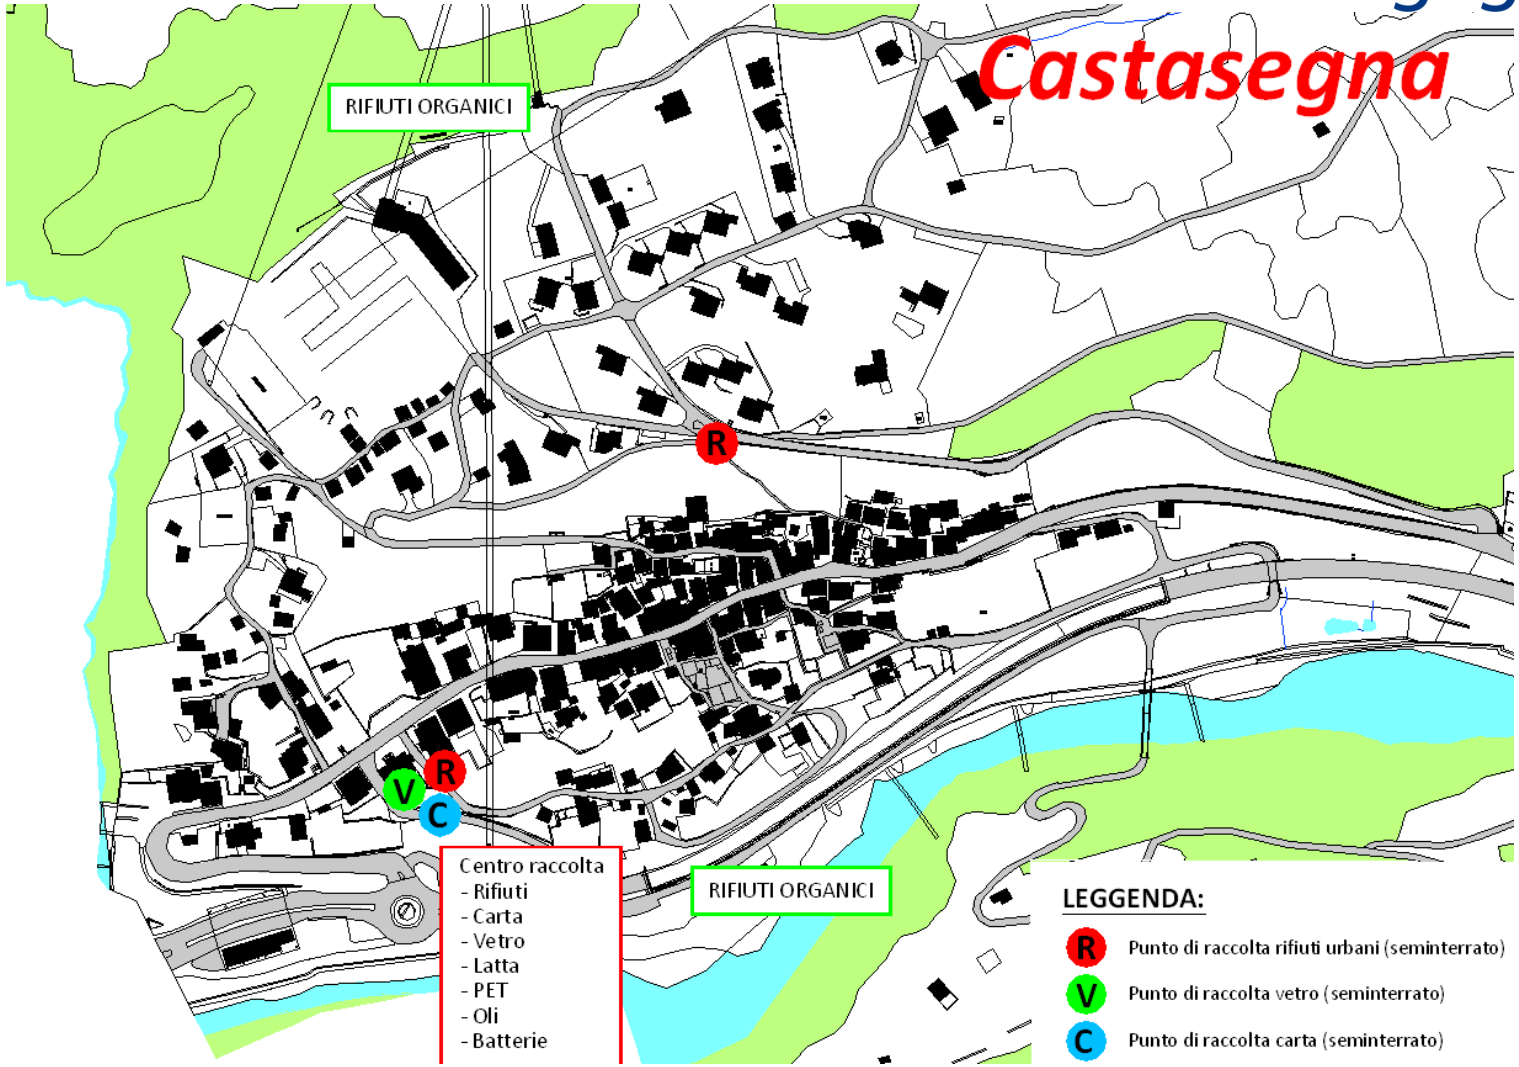 Castasegna
RIFIUTI ORGANICI
R
R
V
C
Centro raccolta
- Rifiuti
- Carta
- Vetro
- Latta
- PET
- Oli
- Batterie
RIFIUTI ORGANICI
LEGGENDA:
R Punto di raccolta rifiuti urbani (seminterrato)
V Punto di raccolta vetro (seminterrato)
C Punto di raccolta carta (seminterrato)